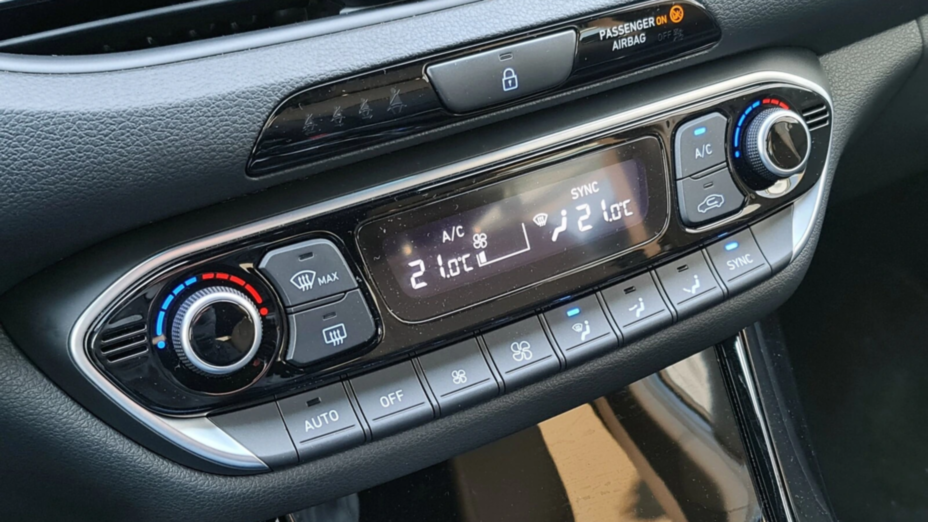 PASSENGER ON
AIRBAG OFF
A/C
SYNC
A/C
21.0°C
21.0°C
MAX
AUTO
OFF
SYNC